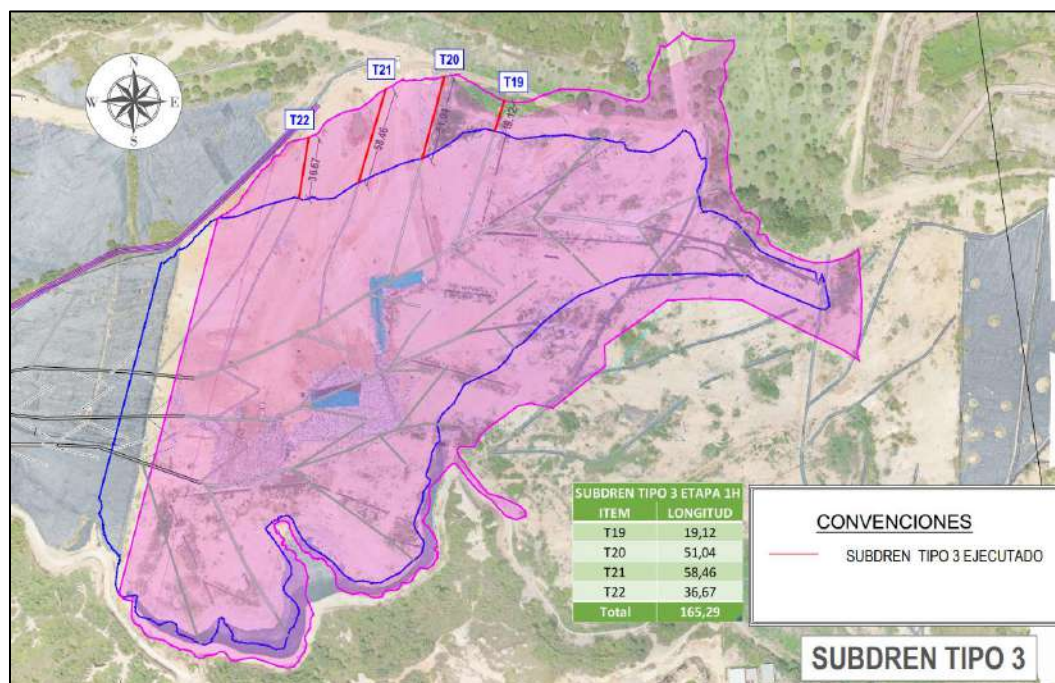 N
W E
S
T22
T21
T20
T19
36.67
58.46
19.12
SUBDREN TIPO 3 ETAPA 1H
ITEM LONGITUD
T19 19,12
T20 51,04
T21 58,46
T22 36,67
Total 165,29
CONVENCIONES
SUBDREN TIPO 3 EJECUTADO
SUBDREN TIPO 3